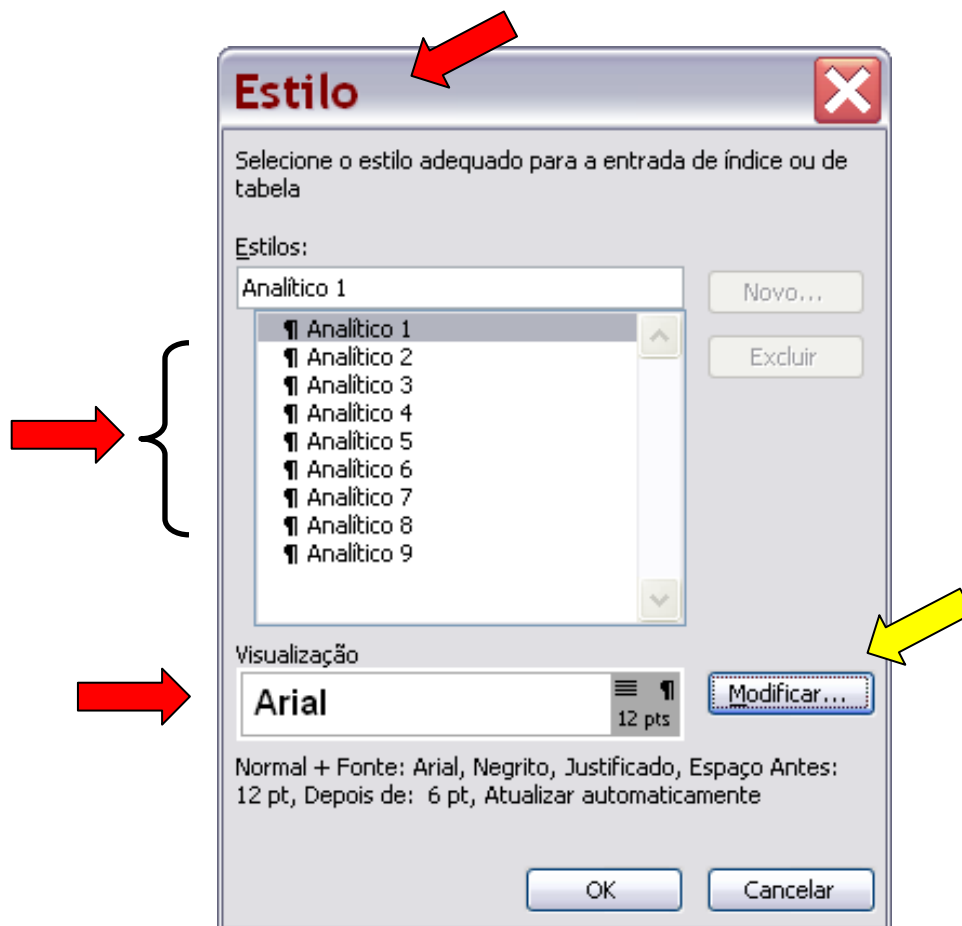 Estilo
Selecione o estilo adequado para a entrada de índice ou de
tabela
Estilos:
Analítico 1
Novo...
¶ Analítico 1
¶ Analítico 2
Excluir
¶ Analítico 3
¶ Analítico 4
¶ Analítico 5
¶ Analítico 6
¶ Analítico 7
¶ Analítico 8
¶ Analítico 9
Visualização
Arial
¶
12 pts
Modificar...
Normal + Fonte: Arial, Negrito, Justificado, Espaço Antes:
12 pt, Depois de:  6 pt, Atualizar automaticamente
OK
Cancelar